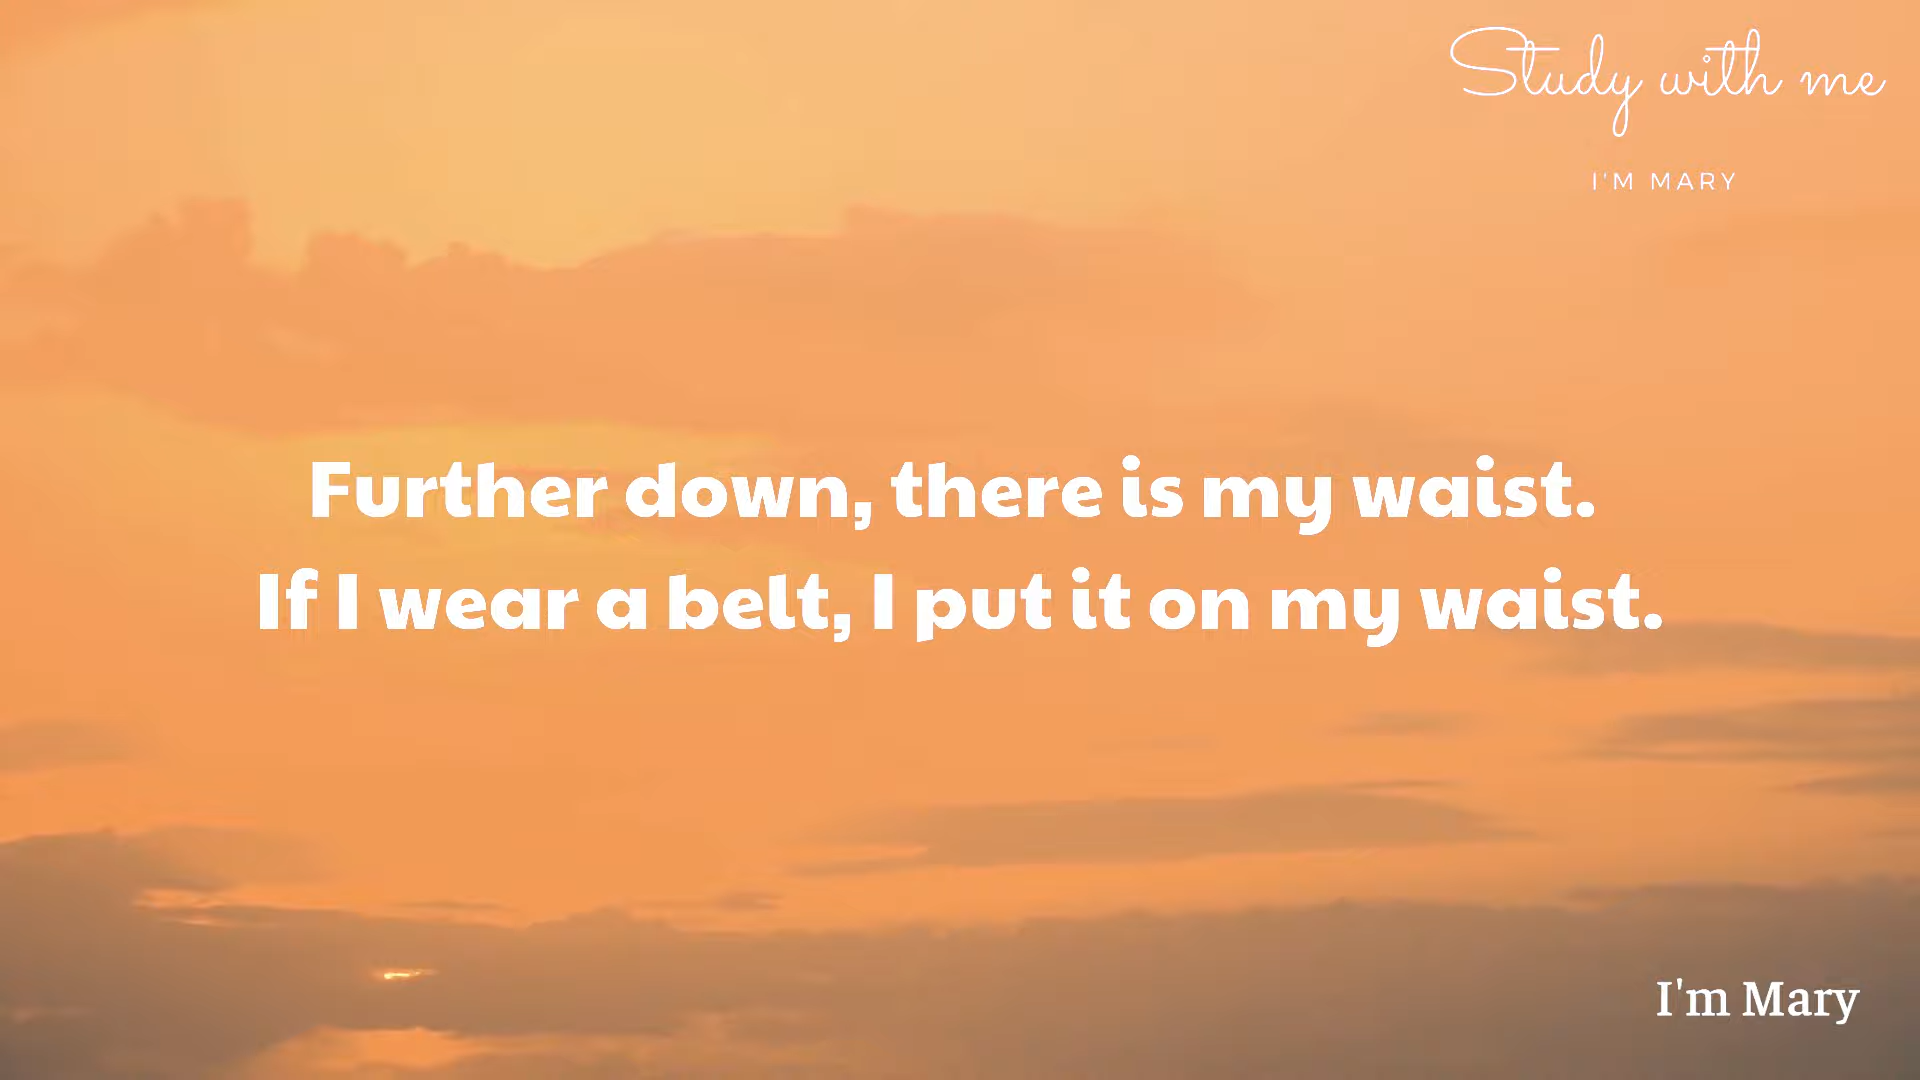 Study with me
I'M MARY
Further down, there is my waist.
If I wear a belt, I put it on my waist.
I'm Mary